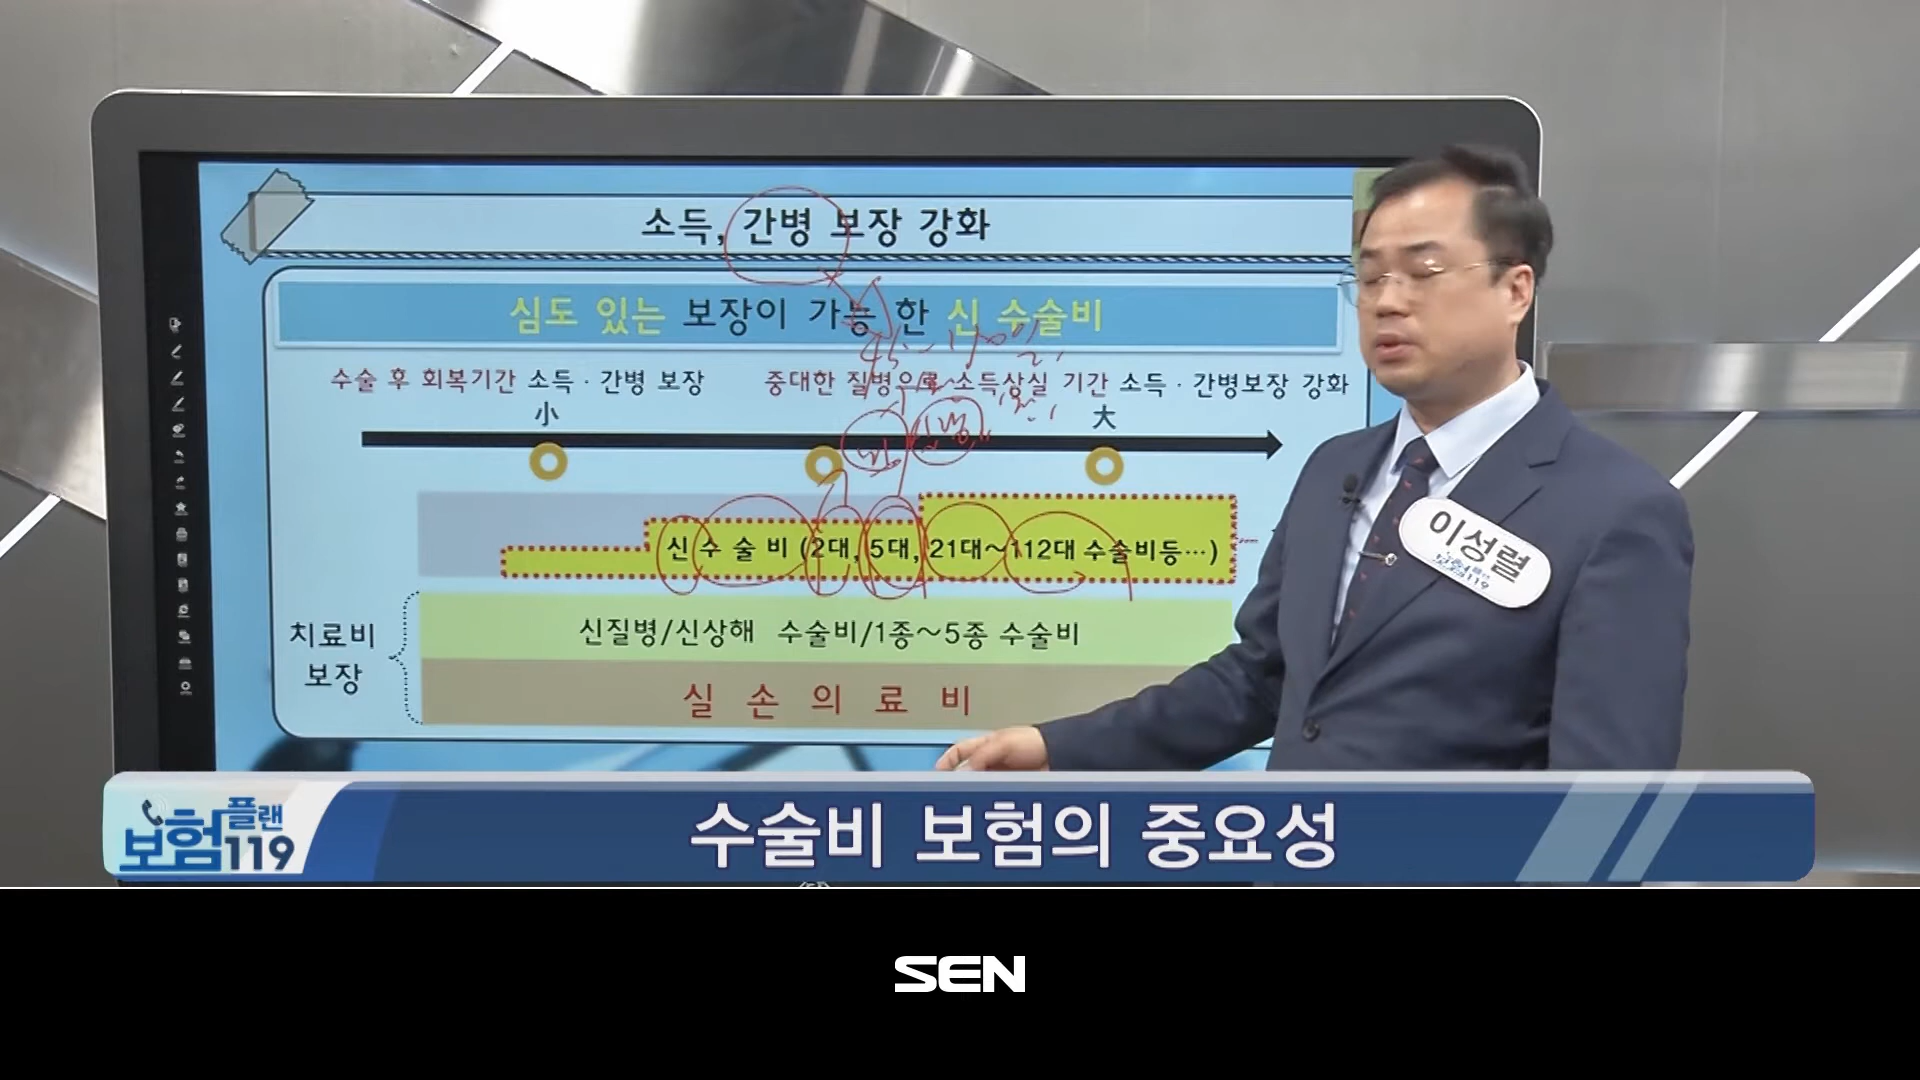 소득, 간병 보장 강화
심도 있는 보장이 가능 한 신 수술비
수술 후 회복기간 소득·간병 보장
중대한 질병으로 소득상실 기간 소득·간병보장 강화
小
大
신 수 술 비 (2대, 5대, 21대~112대 수술비등…)
신질병/신상해 수술비/1종~5종 수술비
치료비
보장
실 손 의 료 비
이성렬
보험플랜119
수술비 보험의 중요성
SEN